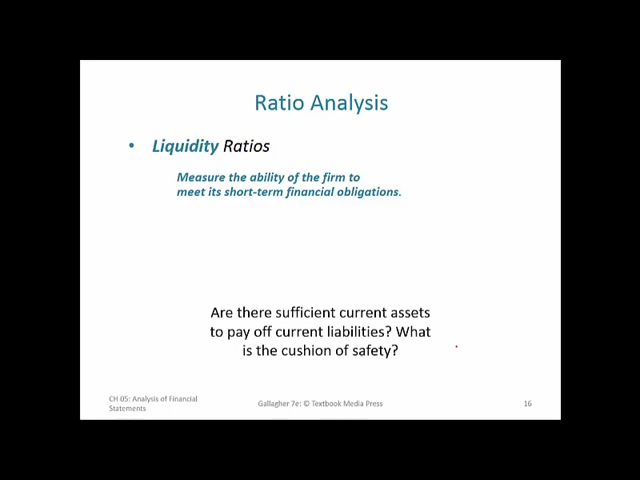 Ratio Analysis
• Liquidity Ratios
Measure the ability of the firm to
meet its short-term financial obligations.
Are there sufficient current assets
to pay off current liabilities? What
is the cushion of safety?
CH 05: Analysis of Financial
Statements
Gallagher 7e: © Textbook Media Press
16